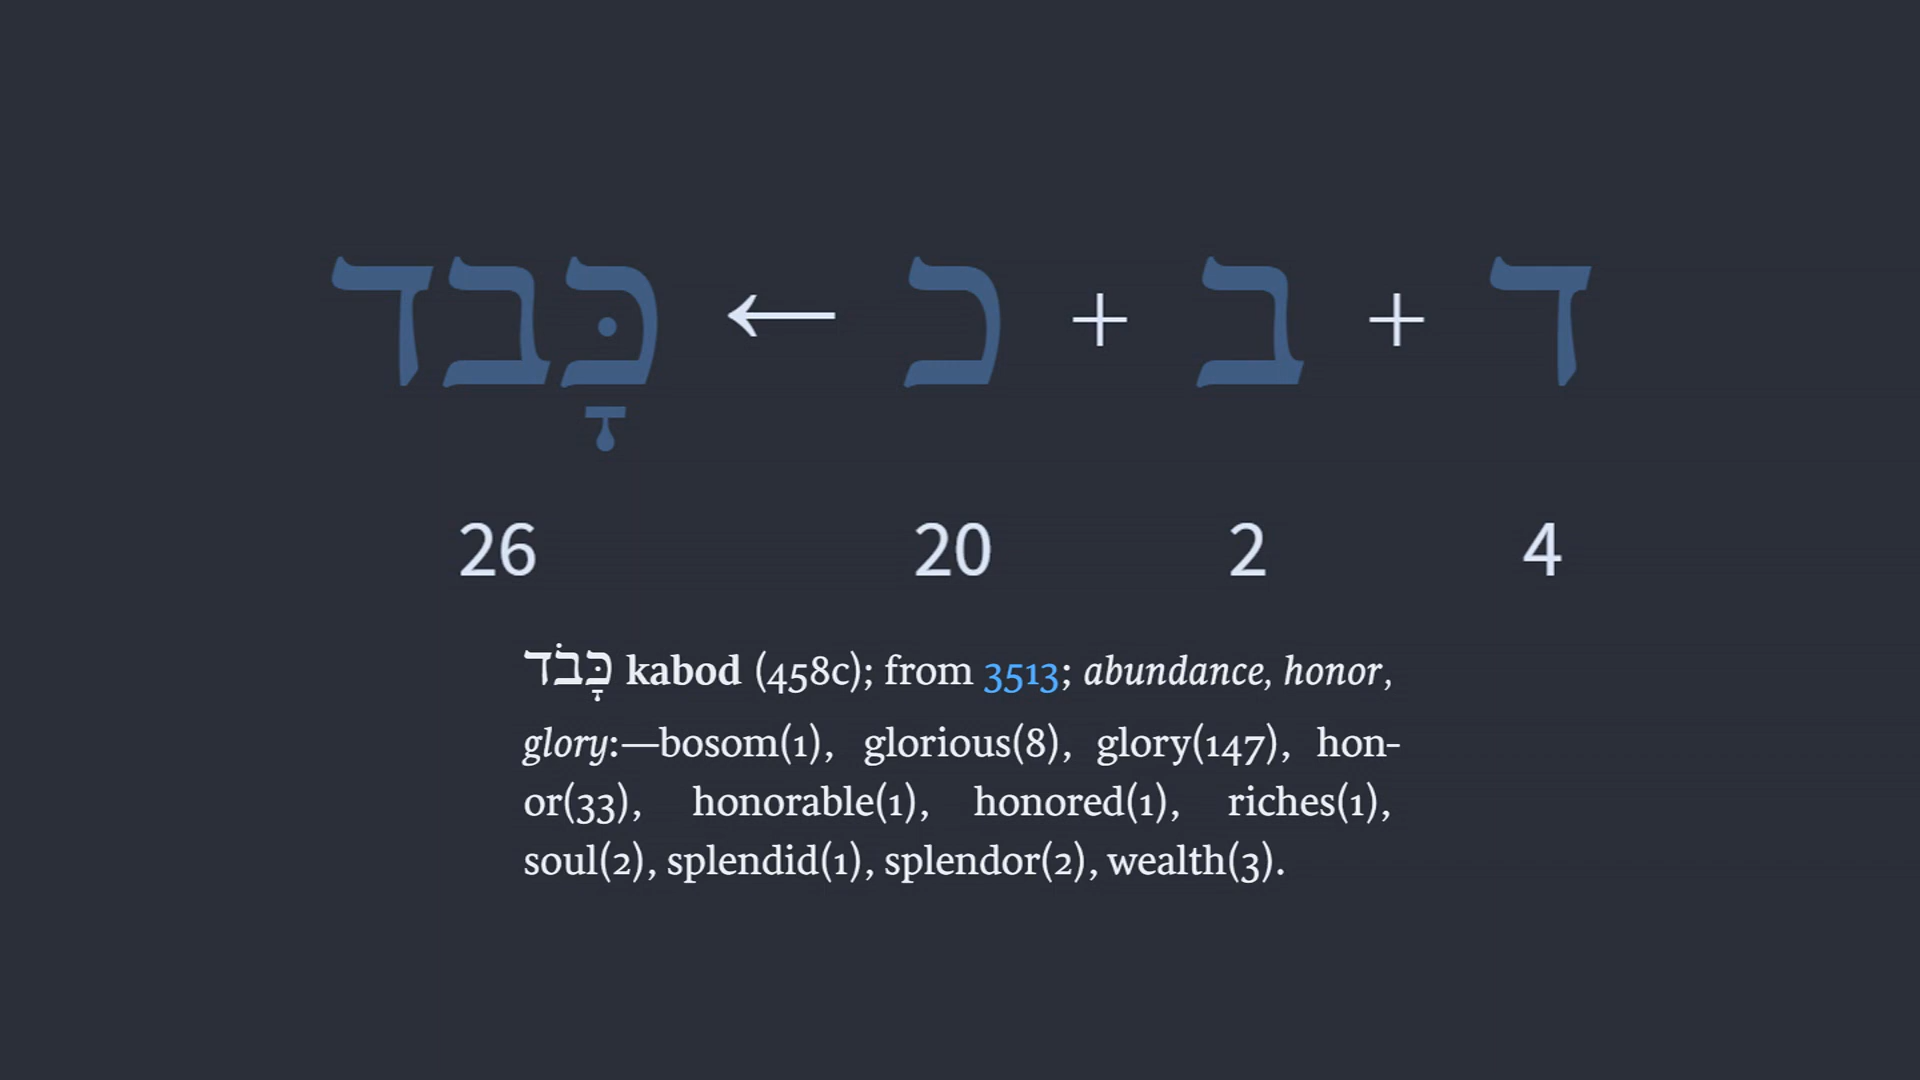 כָּבד ← כ + ב + ד
26 20 2 4
כָּבֹד kabod (458c); from 3513; abundance, honor,
glory:—bosom(1), glorious(8), glory(147), hon-
or(33), honorable(1), honored(1), riches(1),
soul(2), splendid(1), splendor(2), wealth(3).